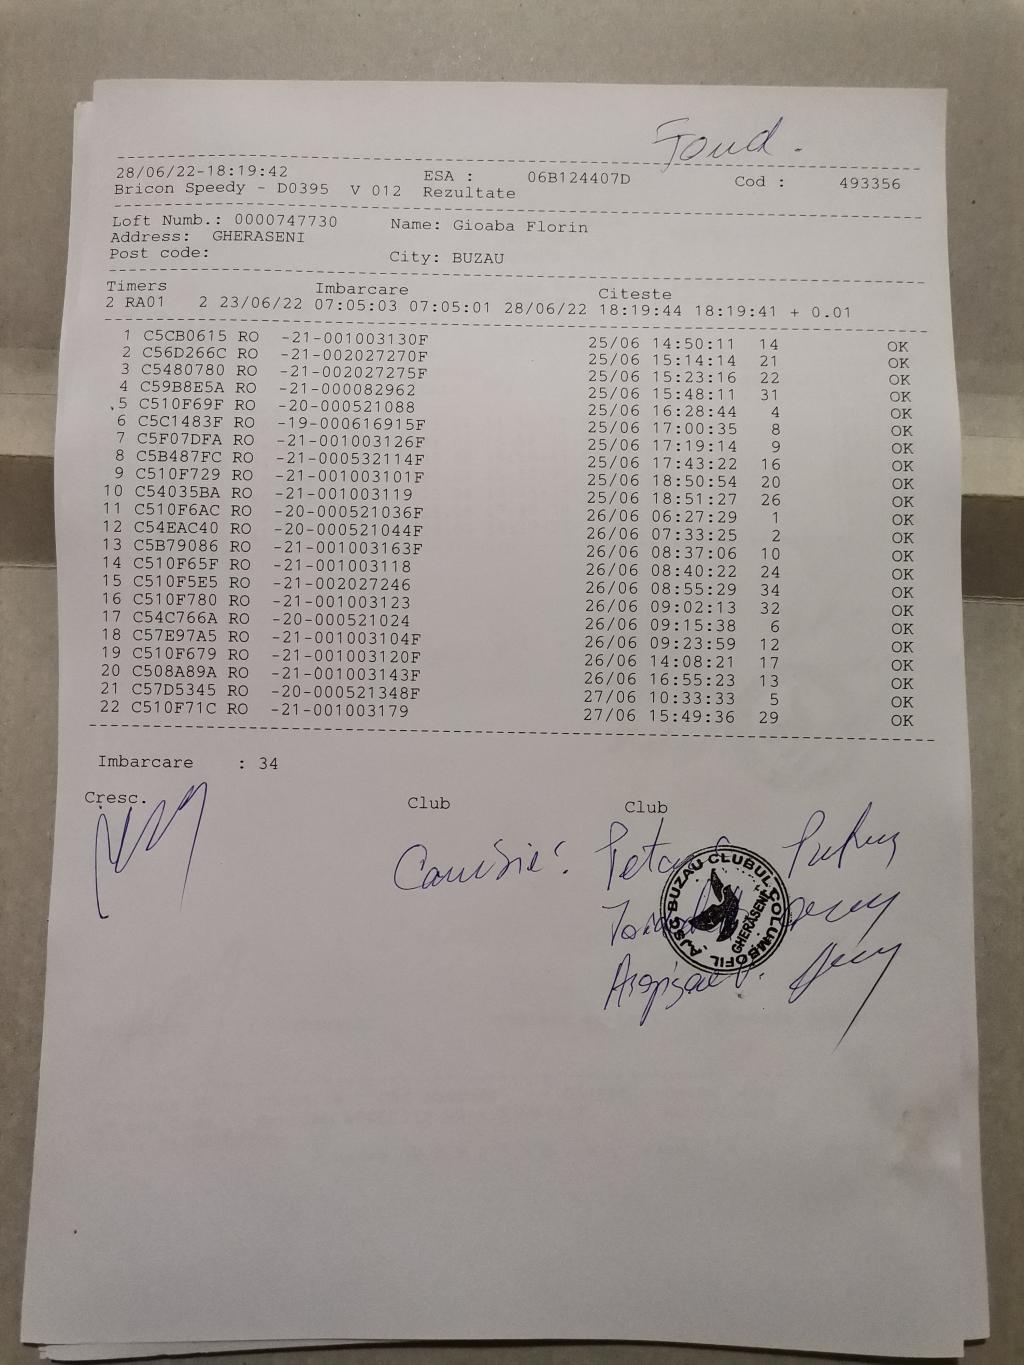 Fond.
28/06/22-18:19:42 ESA : 06B124407D Cod : 493356
Bricon Speedy - D0395 V 012 Rezultate
Loft Numb.: 0000747730 Name: Gioaba Florin
Address: GHERASENI
Post code: City: BUZAU
Timers Imbarcare Citeste
2 RA01 2 23/06/22 07:05:03 07:05:01 28/06/22 18:19:44 18:19:41 + 0.01
1 C5CB0615 RO -21-001003130F 25/06 14:50:11 14 OK
2 C56D266C RO -21-002027270F 25/06 15:14:14 21 OK
3 C5480780 RO -21-002027275F 25/06 15:23:16 22 OK
4 C59B8E5A RO -21-000082962 25/06 15:48:11 31 OK
5 C510F69F RO -20-000521088 25/06 16:28:44 4 OK
6 C5C1483F RO -19-000616915F 25/06 17:00:35 8 OK
7 C5F07DFA RO -21-001003126F 25/06 17:19:14 9 OK
8 C5B487FC RO -21-000532114F 25/06 17:43:22 16 OK
9 C510F729 RO -21-001003101F 25/06 18:50:54 20 OK
10 C54035BA RO -21-001003119 25/06 18:51:27 26 OK
11 C510F6AC RO -20-000521036F 26/06 06:27:29 1 OK
12 C54EAC40 RO -20-000521044F 26/06 07:33:25 2 OK
13 C5B79086 RO -21-001003163F 26/06 08:37:06 10 OK
14 C510F65F RO -21-001003118 26/06 08:40:22 24 OK
15 C510F5E5 RO -21-002027246 26/06 08:55:29 34 OK
16 C510F780 RO -21-001003123 26/06 09:02:13 32 OK
17 C54C766A RO -20-000521024 26/06 09:15:38 6 OK
18 C57E97A5 RO -21-001003104F 26/06 09:23:59 12 OK
19 C510F679 RO -21-001003120F 26/06 14:08:21 17 OK
20 C508A89A RO -21-001003143F 26/06 16:55:23 13 OK
21 C57D5345 RO -20-000521348F 27/06 10:33:33 5 OK
22 C510F71C RO -21-001003179 27/06 15:49:36 29 OK
Imbarcare : 34
Cresc. Club Club
Comisie:
AJSC BUZAU CLUBUL COLUMBOFIL
GHERĂSENI